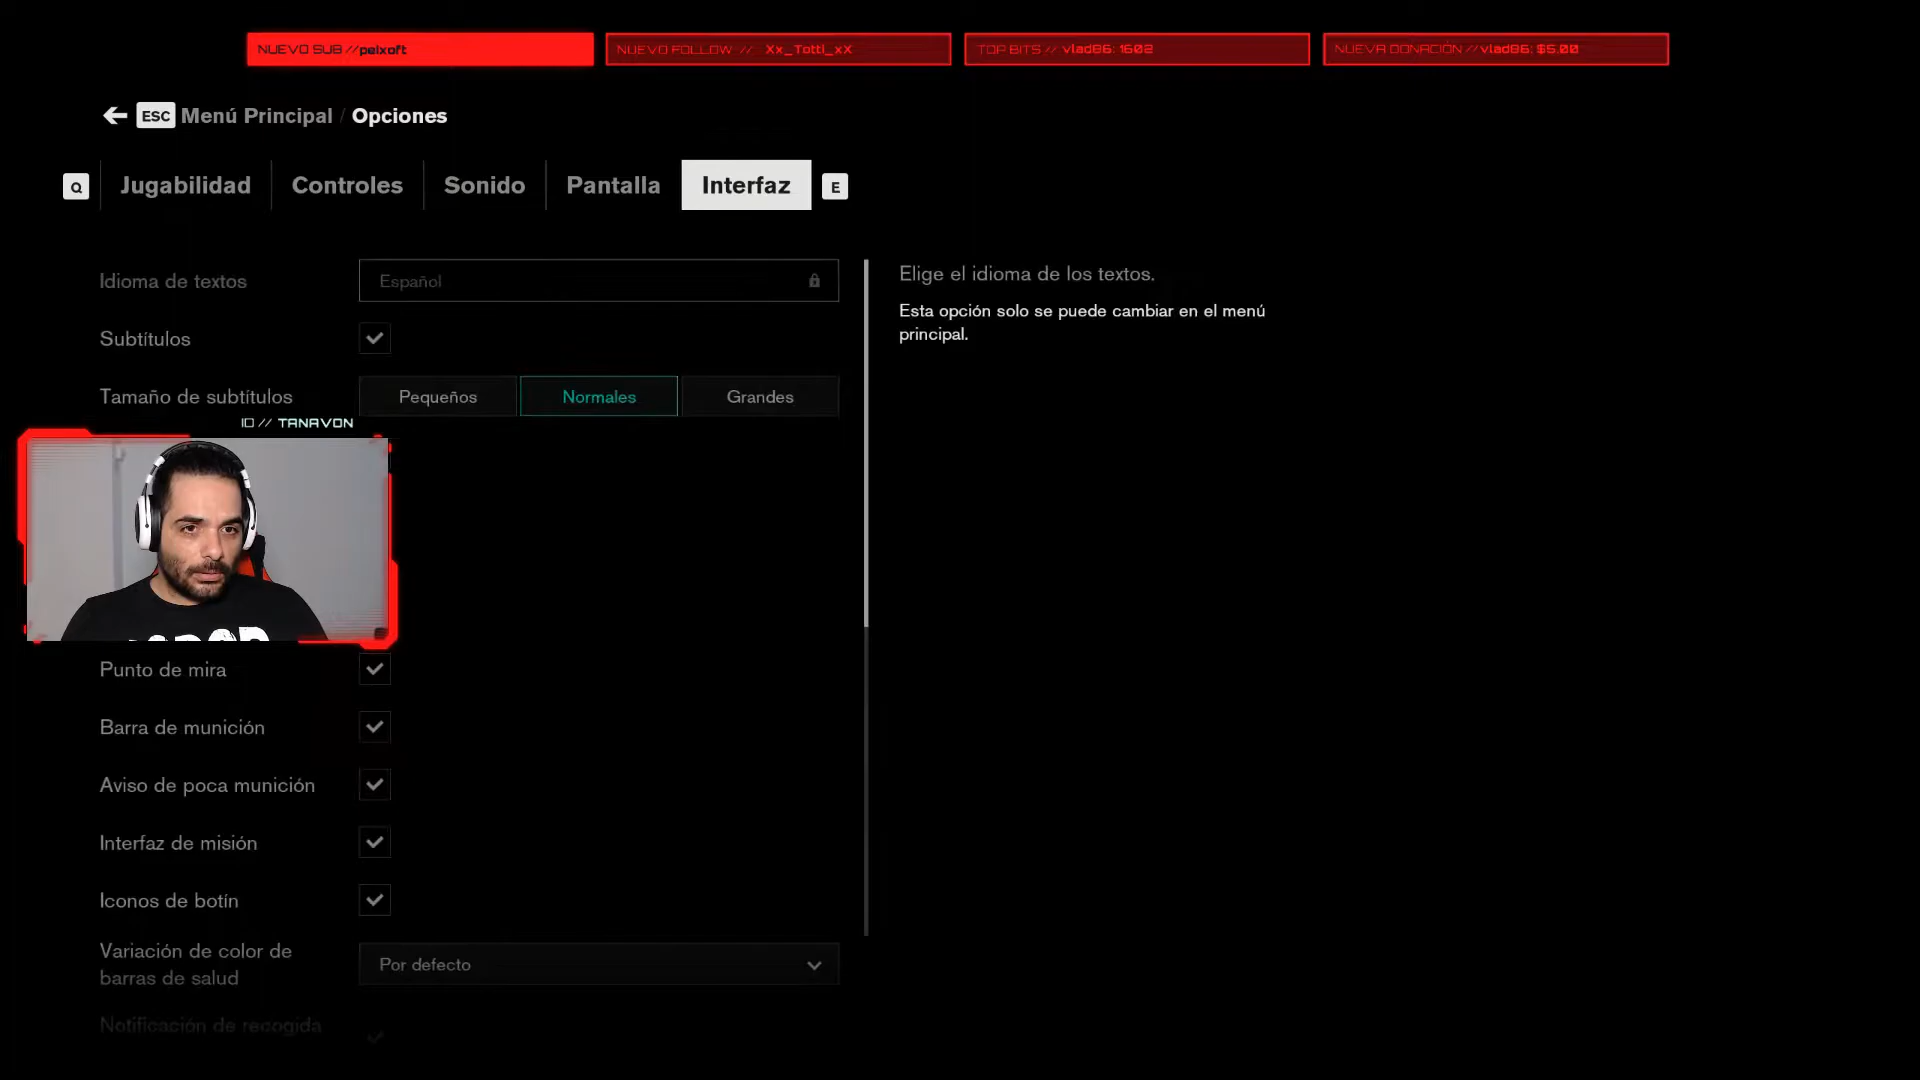 NUEVO SUB // peixoft
NUEVO FOLLOW // Xx_Totti_xX
TOP BITS // vlad86: 1602
NUEVA DONACIÓN // vlad86: $5.00
ESC Menú Principal / Opciones
Q Jugabilidad Controles Sonido Pantalla Interfaz E
Idioma de textos Español
Elige el idioma de los textos.
Esta opción solo se puede cambiar en el menú
principal.
Subtítulos
Tamaño de subtítulos Pequeños Normales Grandes
ID // TANAVON
Punto de mira
Barra de munición
Aviso de poca munición
Interfaz de misión
Iconos de botín
Variación de color de
barras de salud
Por defecto
Notificación de recogida